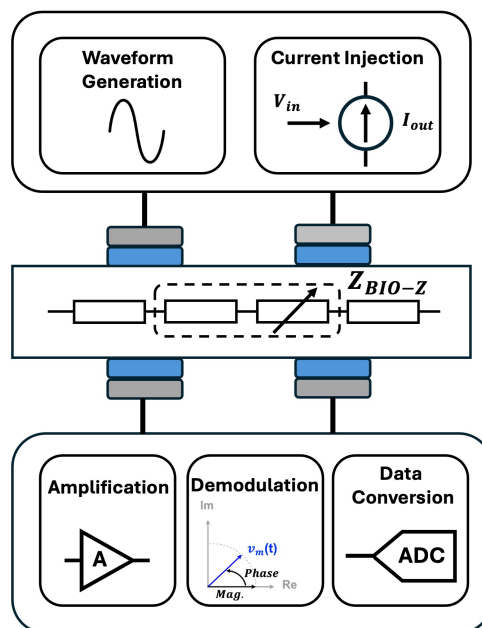 Waveform
Generation
Current Injection
V_in
I_out
Z_BIO-Z
Amplification
A
Demodulation
Im
v_m(t)
Phase
Mag.
Re
Data
Conversion
ADC